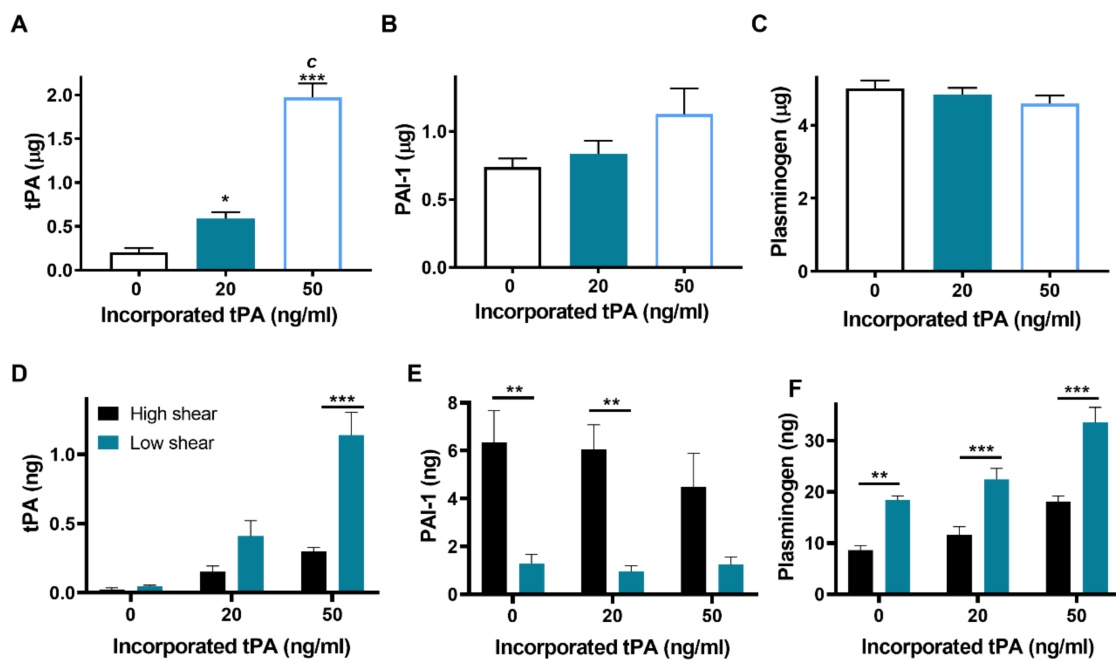 A
tPA (µg)
2.0
1.5
1.0
0.5
0.0
*
c
***
0 20 50
Incorporated tPA (ng/ml)
B
PAI-1 (µg)
1.0
0.5
0.0
0 20 50
Incorporated tPA (ng/ml)
C
Plasminogen (µg)
4
2
0
0 20 50
Incorporated tPA (ng/ml)
D
tPA (ng)
1.0
0.5
0.0
High shear
Low shear
***
0 20 50
Incorporated tPA (ng/ml)
E
PAI-1 (ng)
8
6
4
2
0
** **
0 20 50
Incorporated tPA (ng/ml)
F
Plasminogen (ng)
30
20
10
0
** *** ***
0 20 50
Incorporated tPA (ng/ml)